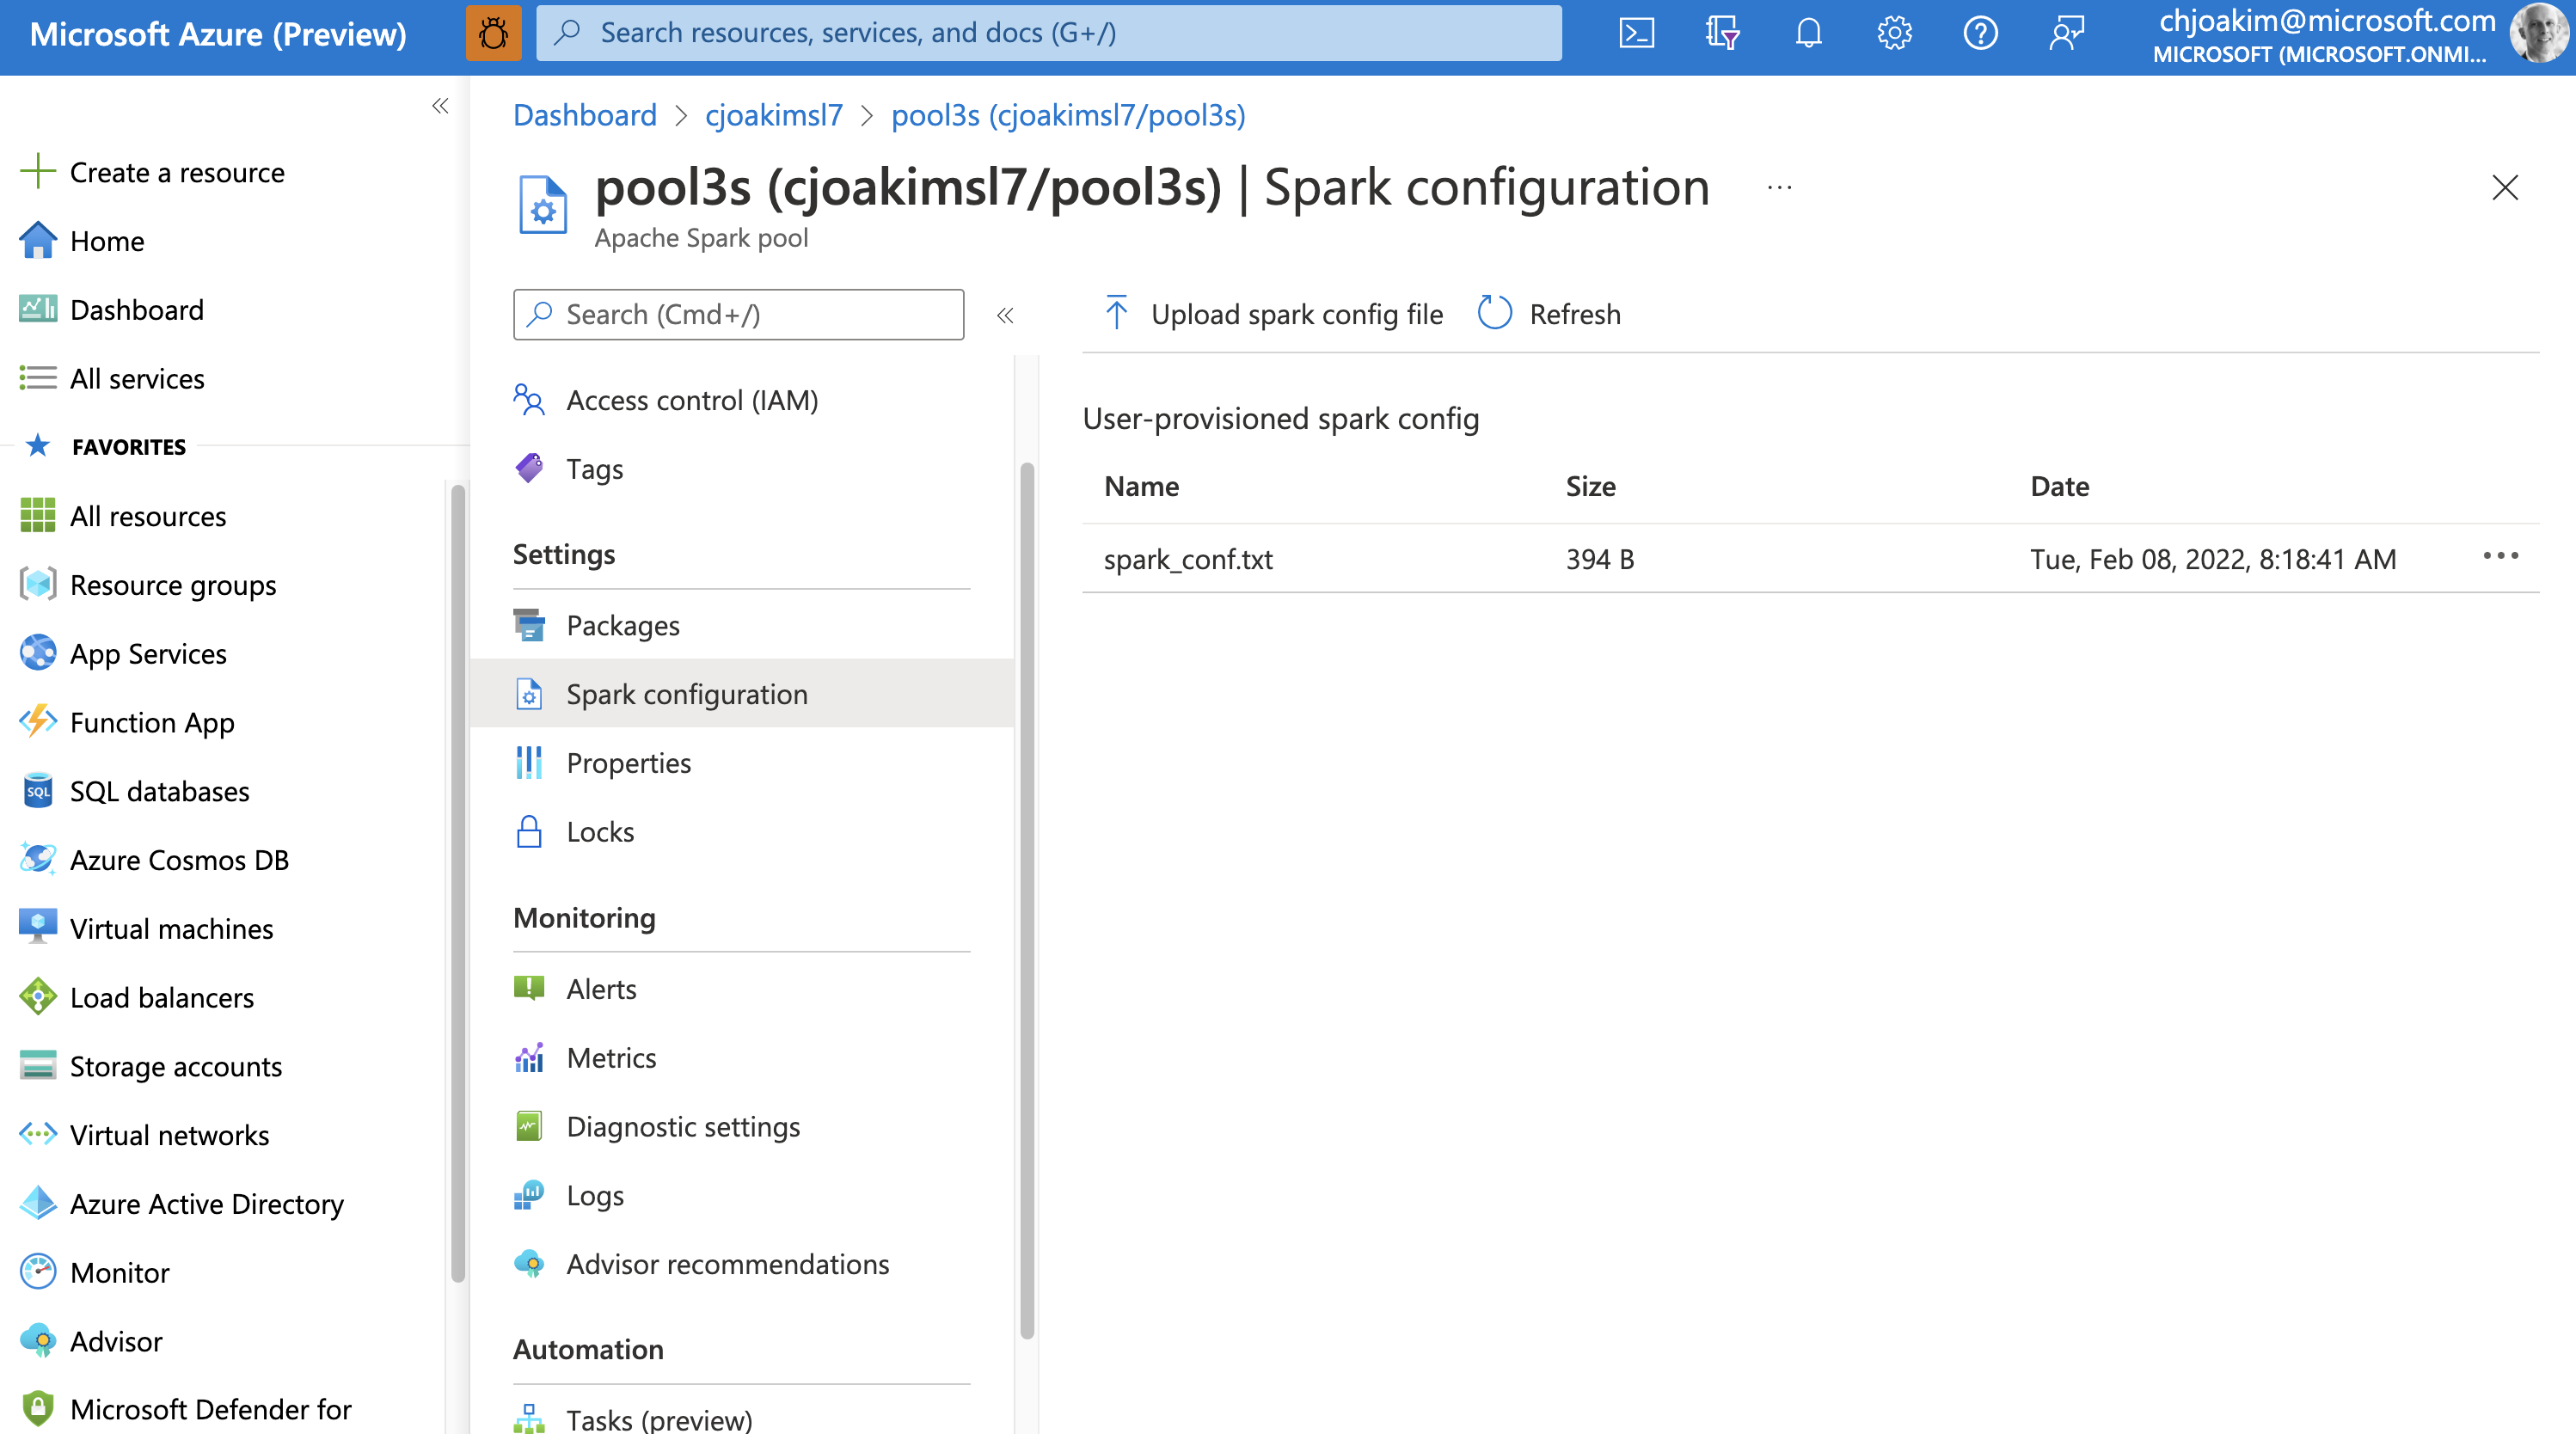 Microsoft Azure (Preview)
Search resources, services, and docs (G+/)
chjoakim@microsoft.com
MICROSOFT (MICROSOFT.ONMI...
Create a resource
Home
Dashboard
All services
FAVORITES
All resources
Resource groups
App Services
Function App
SQL databases
Azure Cosmos DB
Virtual machines
Load balancers
Storage accounts
Virtual networks
Azure Active Directory
Monitor
Advisor
Microsoft Defender for
Dashboard > cjoakimsl7 > pool3s (cjoakimsl7/pool3s)
pool3s (cjoakimsl7/pool3s) | Spark configuration ...
Apache Spark pool
Search (Cmd+/)
Access control (IAM)
Tags
Settings
Packages
Spark configuration
Properties
Locks
Monitoring
Alerts
Metrics
Diagnostic settings
Logs
Advisor recommendations
Automation
Tasks (preview)
Upload spark config file Refresh
User-provisioned spark config
Name Size Date
spark_conf.txt 394 B Tue, Feb 08, 2022, 8:18:41 AM